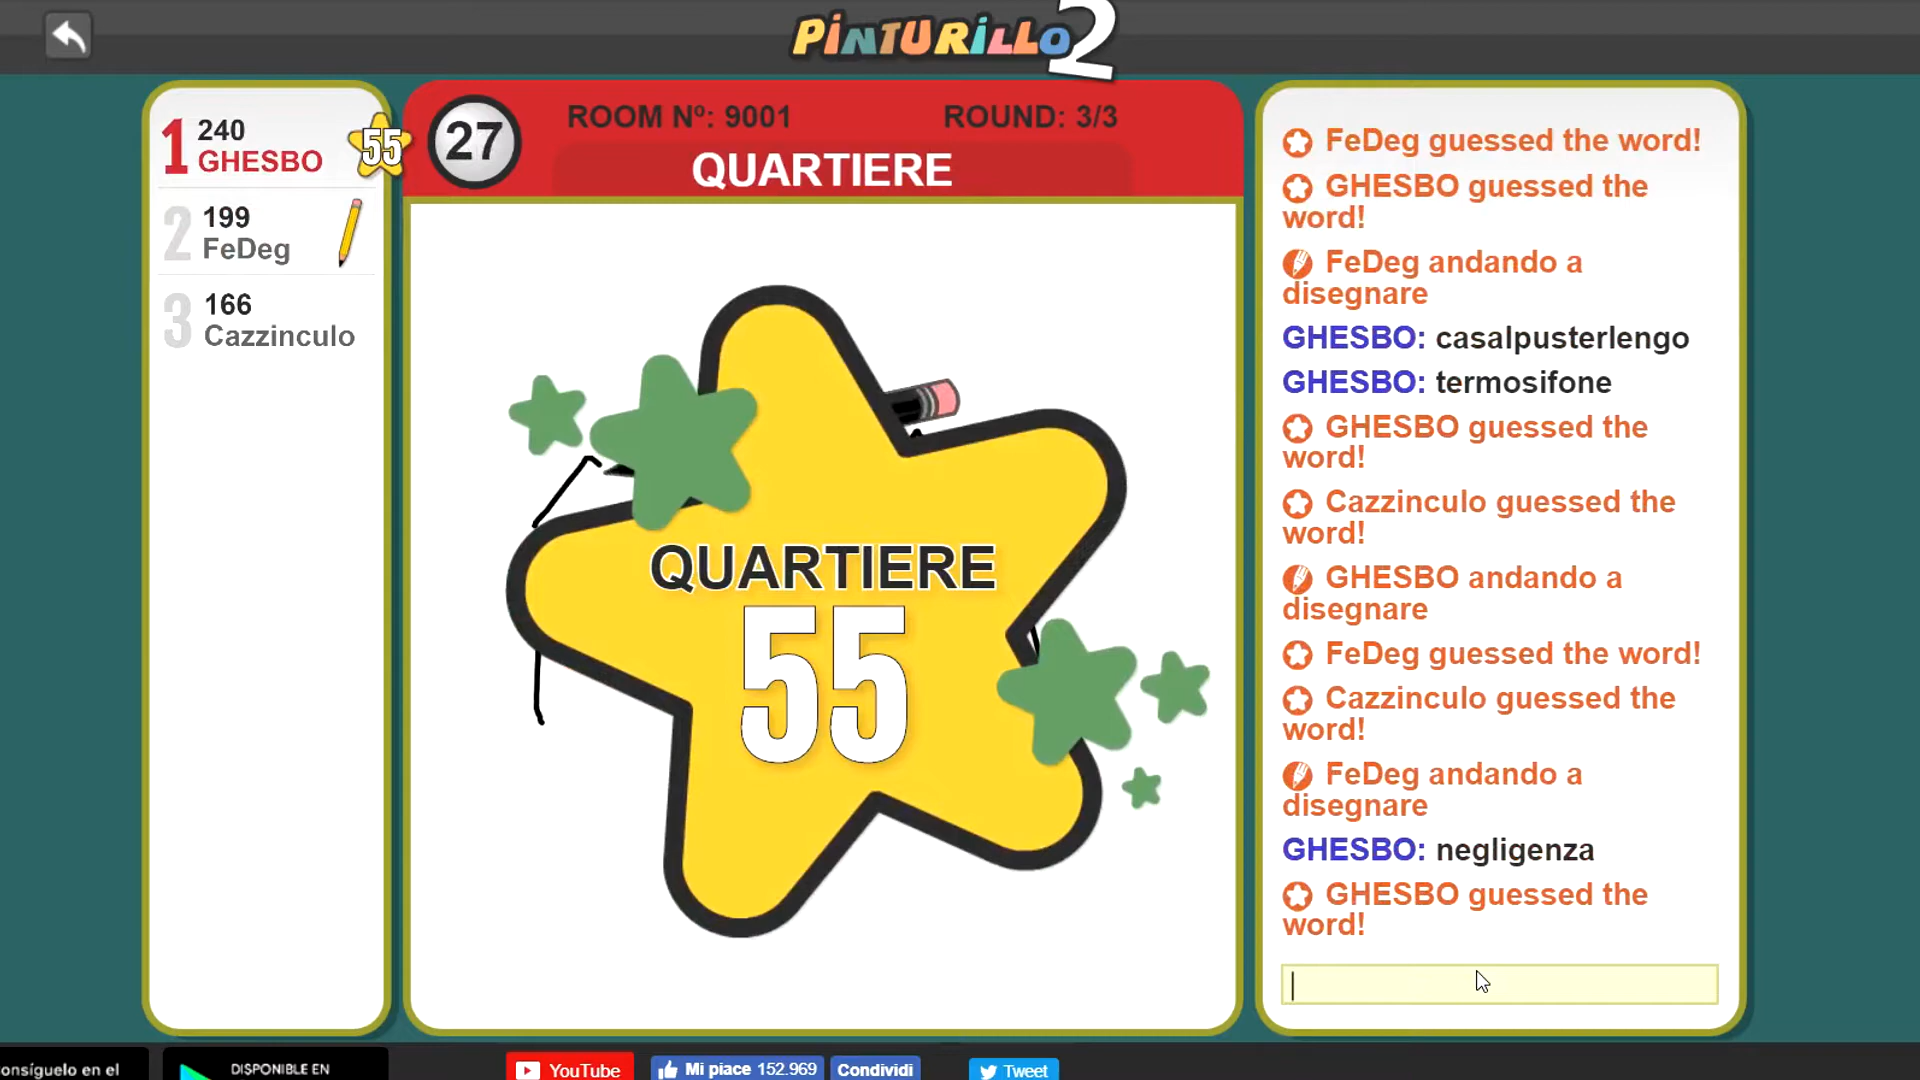 PINTURILLO 2
1 240
GHESBO
55
2 199
FeDeg
3 166
Cazzinculo
27
ROOM Nº: 9001
ROUND: 3/3
QUARTIERE
QUARTIERE
55
FeDeg guessed the word!
GHESBO guessed the
word!
FeDeg andando a
disegnare
GHESBO: casalpusterlengo
GHESBO: termosifone
GHESBO guessed the
word!
Cazzinculo guessed the
word!
GHESBO andando a
disegnare
FeDeg guessed the word!
Cazzinculo guessed the
word!
FeDeg andando a
disegnare
GHESBO: negligenza
GHESBO guessed the
word!
onsíguelo en el
DISPONIBLE EN
YouTube
Mi piace 152.969
Condividi
Tweet